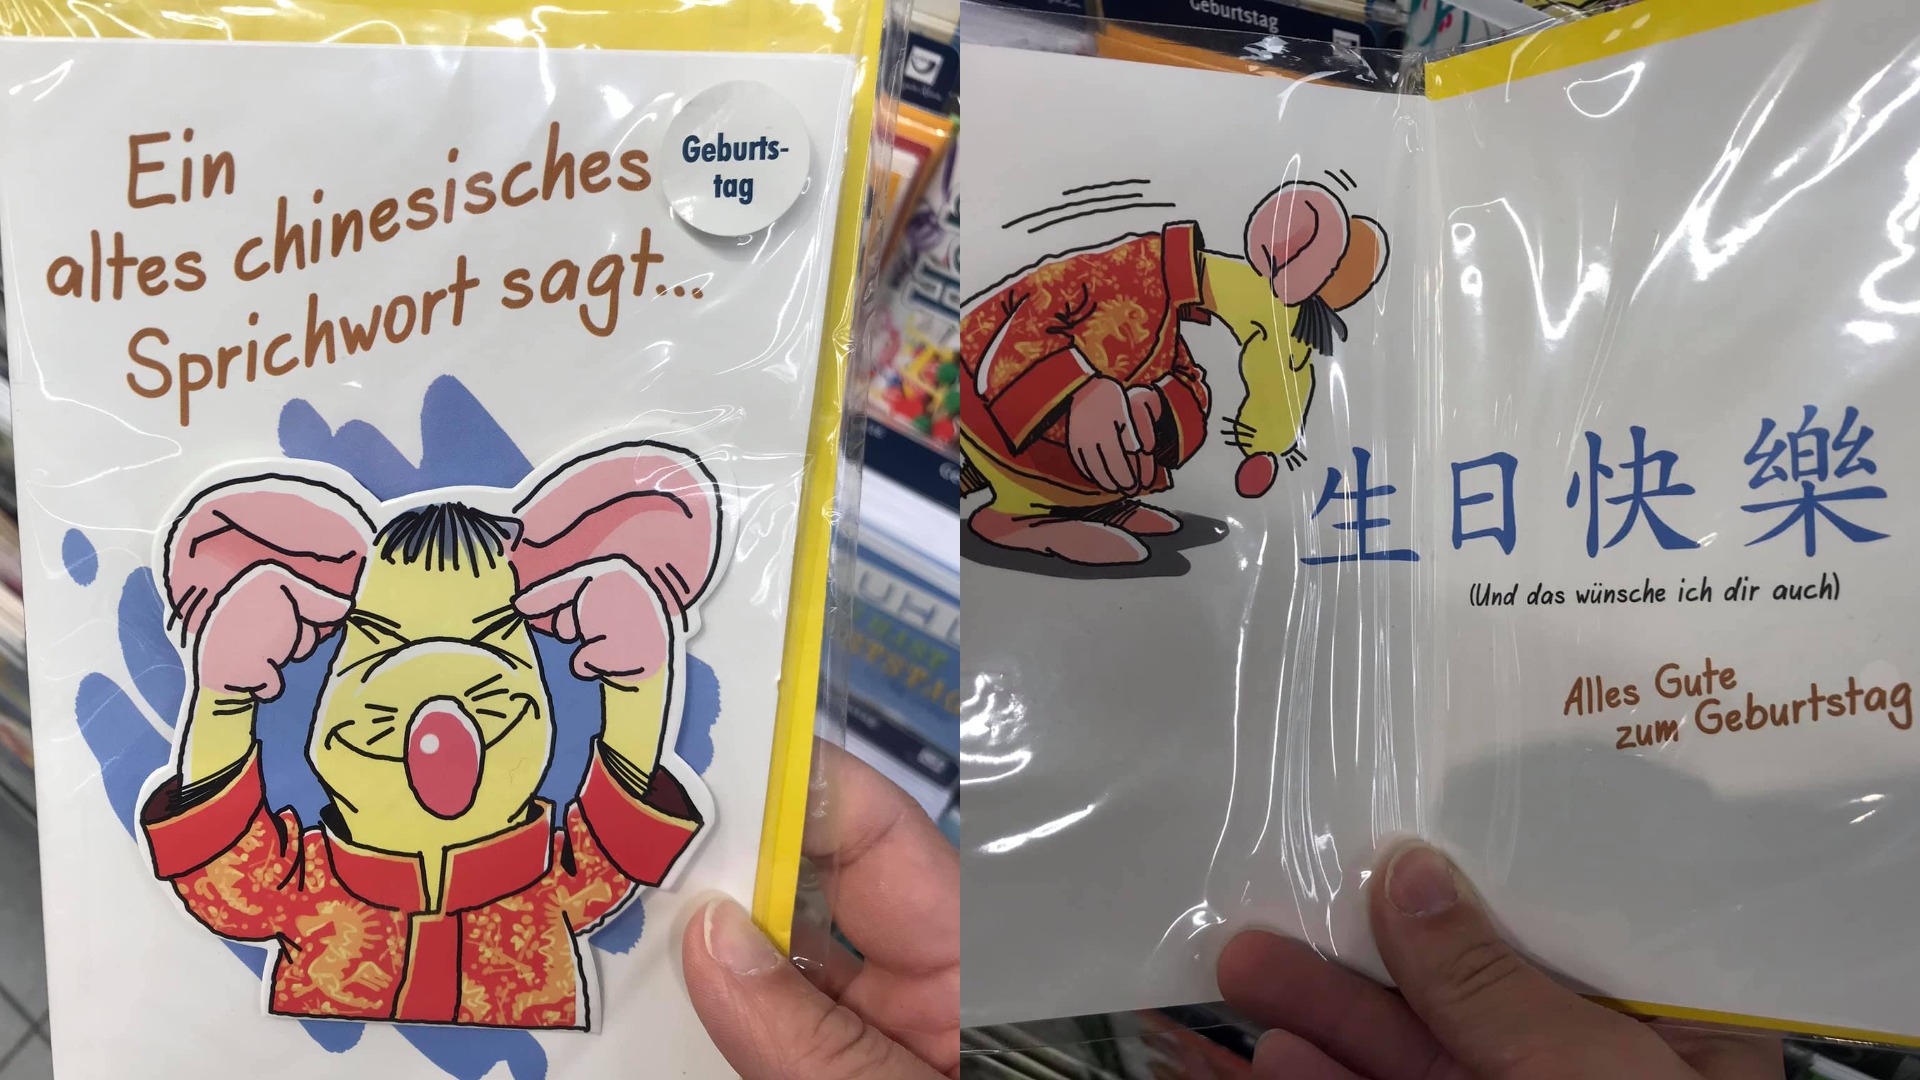 Ein
altes chinesisches
Sprichwort sagt...
Geburts-
tag
Geburtstag
生日快樂
(Und das wünsche ich dir auch)
Alles Gute
zum Geburtstag